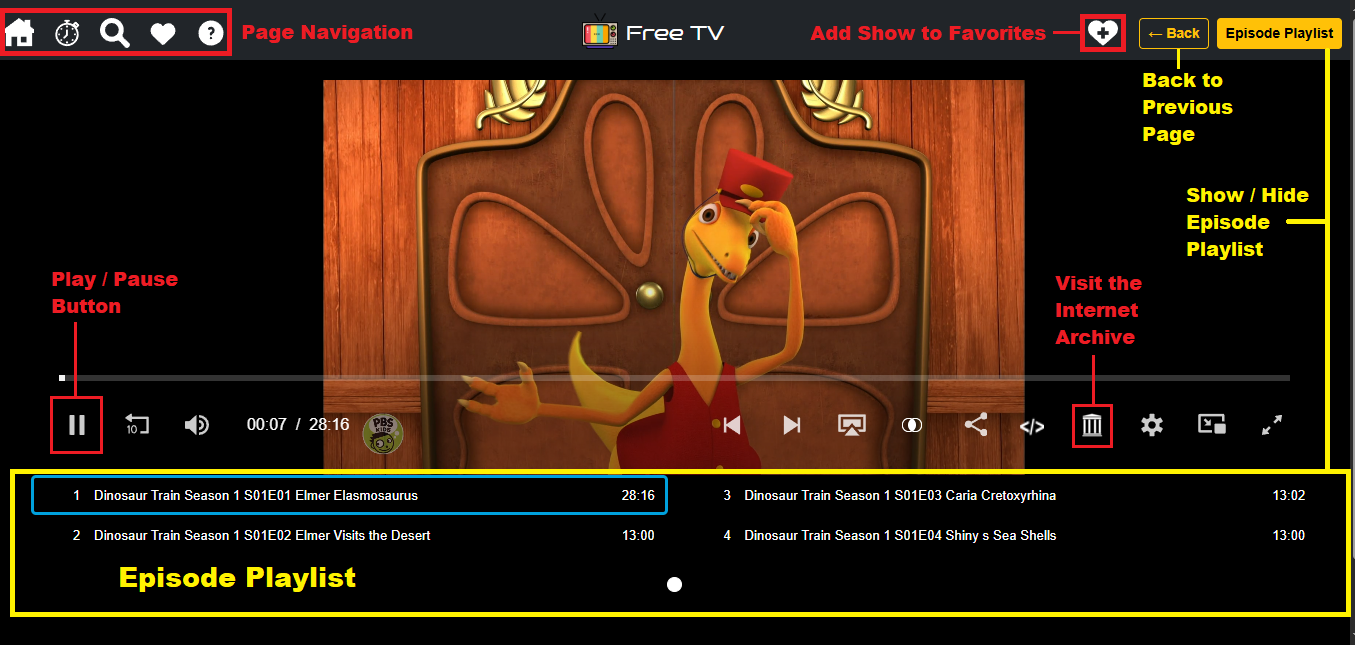 ?
Page Navigation
Free TV
Add Show to Favorites
← Back
Episode Playlist
Back to
Previous
Page
Show / Hide
Episode
Playlist
Play / Pause
Button
Visit the
Internet
Archive
10
00:07 / 28:16
PBS
KIDS
</>
1 Dinosaur Train Season 1 S01E01 Elmer Elasmosaurus 28:16
3 Dinosaur Train Season 1 S01E03 Caria Cretoxyrhina 13:02
2 Dinosaur Train Season 1 S01E02 Elmer Visits the Desert 13:00
4 Dinosaur Train Season 1 S01E04 Shiny s Sea Shells 13:00
Episode Playlist